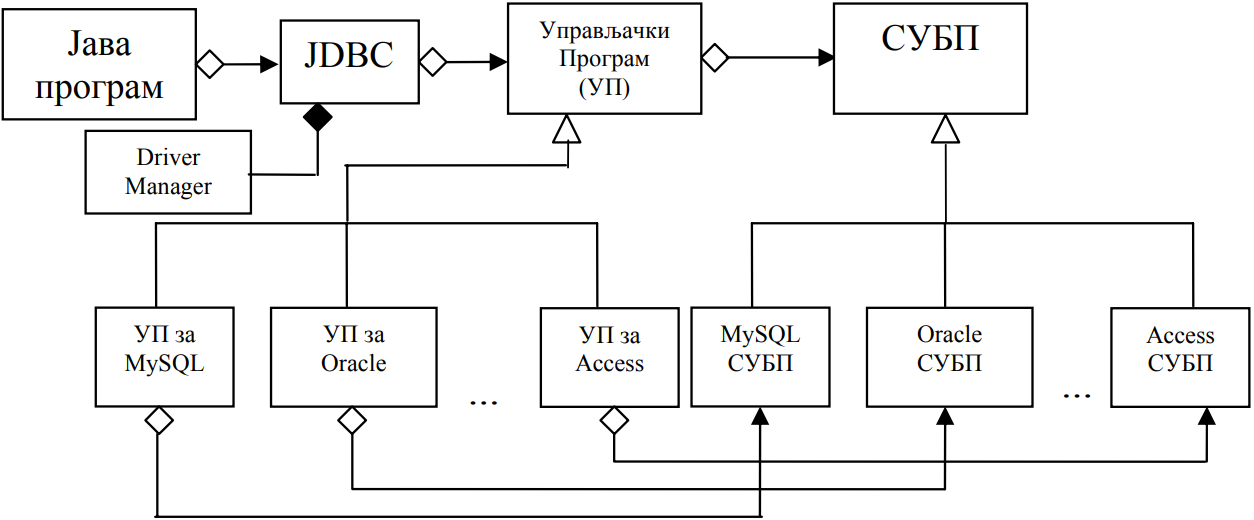 Јава
програм
JDBC
Управљачки
Програм
(УП)
СУБП
Driver
Manager
УП за
MySQL
УП за
Oracle
...
УП за
Access
MySQL
СУБП
Oracle
СУБП
...
Access
СУБП